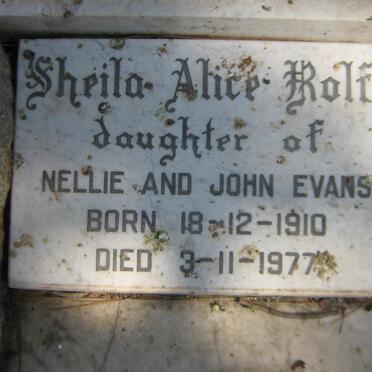 Sheila Alice Rolf
daughter of
NELLIE AND JOHN EVANS
BORN 18-12-1910
DIED 3-11-1977